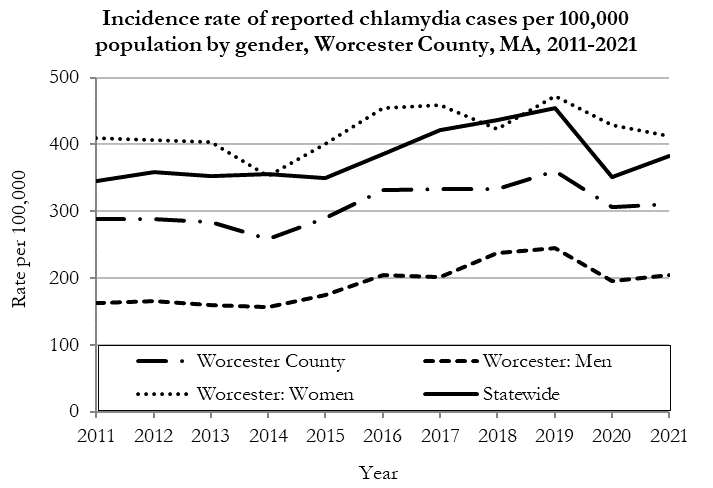 Incidence rate of reported chlamydia cases per 100,000
population by gender, Worcester County, MA, 2011-2021
Rate per 100,000
500
400
300
200
100
0
Worcester County
Worcester: Men
Worcester: Women
Statewide
2011 2012 2013 2014 2015 2016 2017 2018 2019 2020 2021
Year